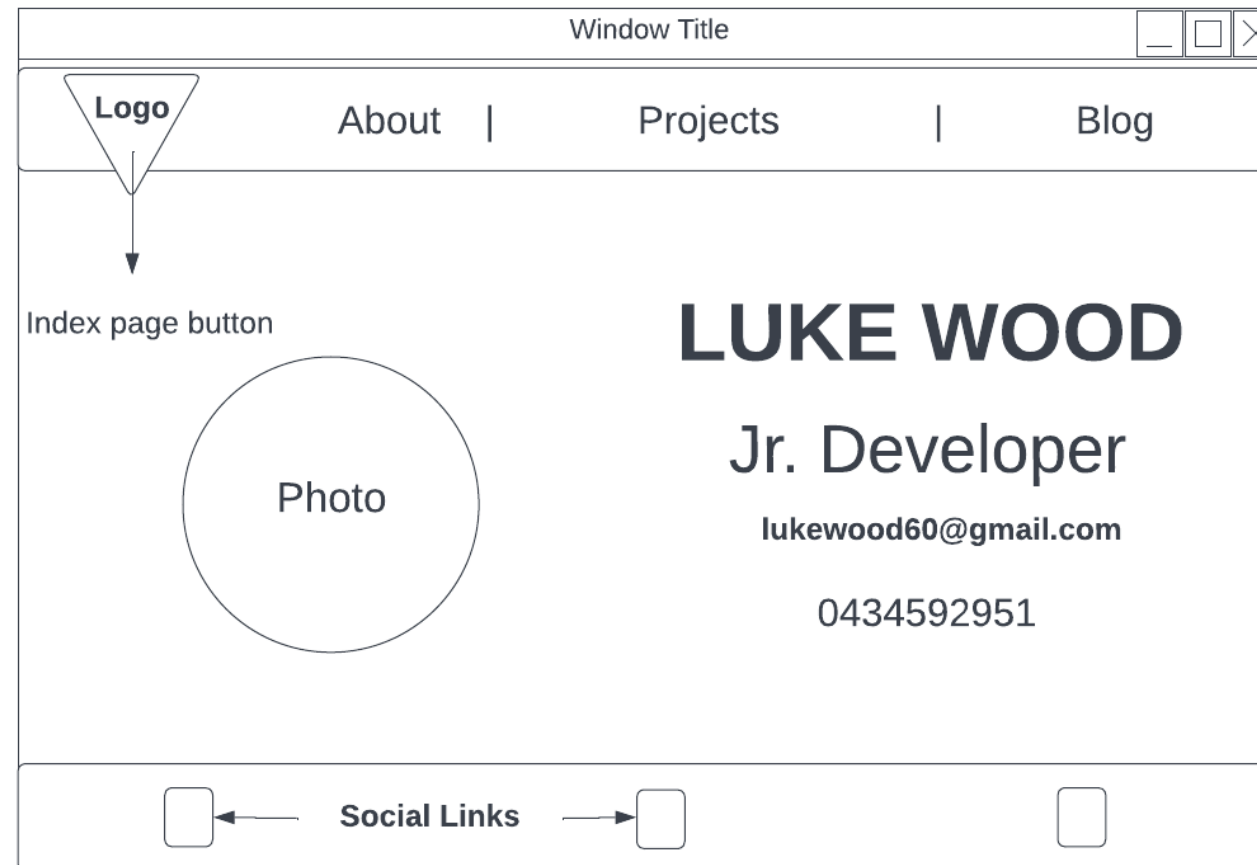 Window Title
Logo
About | Projects | Blog
Index page button
LUKE WOOD
Jr. Developer
Photo
lukewood60@gmail.com
0434592951
Social Links